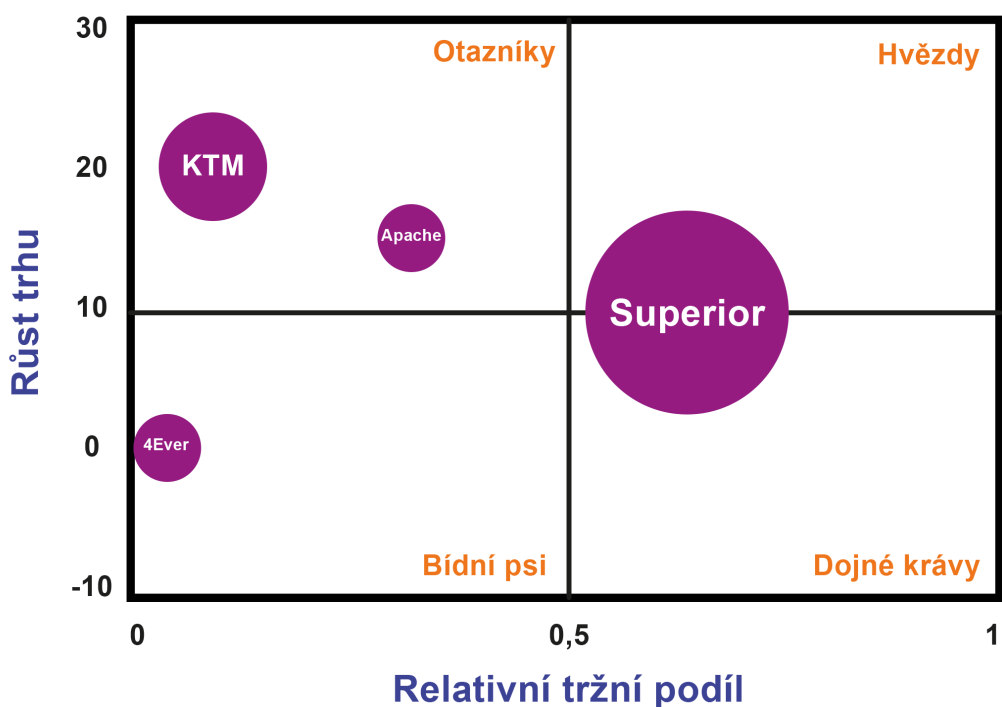 30
Otazníky
Hvězdy
20
KTM
Apache
Růst trhu
10
Superior
0
4Ever
Bídní psi
Dojné krávy
-10
0
0,5
1
Relativní tržní podíl